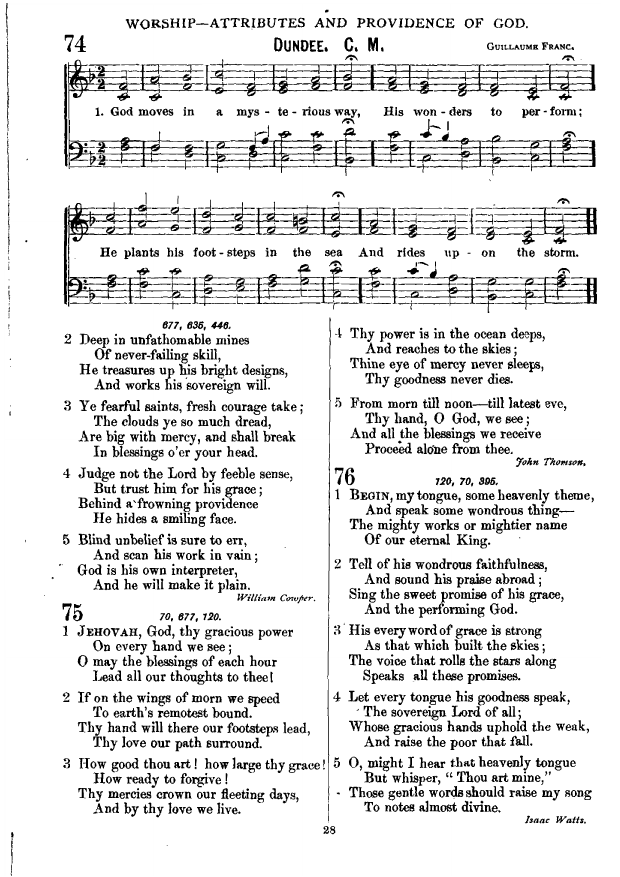 WORSHIP—ATTRIBUTES AND PROVIDENCE OF GOD.
74 DUNDEE. C. M. GUILLAUME FRANC.
1. God moves in a mys - te - rious way, His won - ders to per - form;
He plants his foot - steps in the sea And rides up - on the storm.
677, 635, 446.
2 Deep in unfathomable mines
Of never-failing skill,
He treasures up his bright designs,
And works his sovereign will.
3 Ye fearful saints, fresh courage take;
The clouds ye so much dread,
Are big with mercy, and shall break
In blessings o'er your head.
4 Judge not the Lord by feeble sense,
But trust him for his grace;
Behind a frowning providence
He hides a smiling face.
5 Blind unbelief is sure to err,
And scan his work in vain;
God is his own interpreter,
And he will make it plain.
William Cowper.
75 70, 677, 120.
1 JEHOVAH, God, thy gracious power
On every hand we see;
O may the blessings of each hour
Lead all our thoughts to thee!
2 If on the wings of morn we speed
To earth's remotest bound.
Thy hand will there our footsteps lead,
Thy love our path surround.
3 How good thou art! how large thy grace!
How ready to forgive!
Thy mercies crown our fleeting days,
And by thy love we live.
4 Thy power is in the ocean deeps,
And reaches to the skies;
Thine eye of mercy never sleeps,
Thy goodness never dies.
5 From morn till noon—till latest eve,
Thy hand, O God, we see;
And all the blessings we receive
Proceed alone from thee.
John Thomson.
76 120, 70, 395.
1 BEGIN, my tongue, some heavenly theme,
And speak some wondrous thing—
The mighty works or mightier name
Of our eternal King.
2 Tell of his wondrous faithfulness,
And sound his praise abroad;
Sing the sweet promise of his grace,
And the performing God.
3 His every word of grace is strong
As that which built the skies;
The voice that rolls the stars along
Speaks all these promises.
4 Let every tongue his goodness speak,
The sovereign Lord of all;
Whose gracious hands uphold the weak,
And raise the poor that fall.
5 O, might I hear that heavenly tongue
But whisper, "Thou art mine,"
Those gentle words should raise my song
To notes almost divine.
Isaac Watts.
28